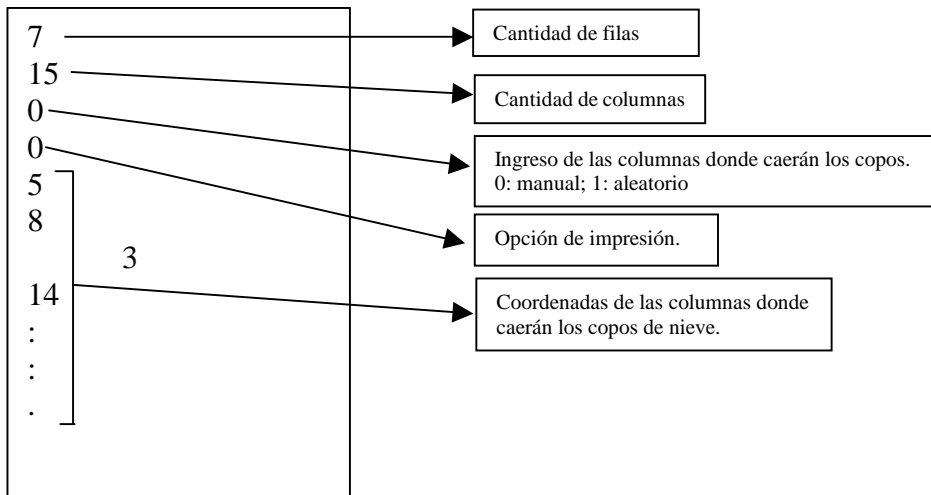 7
15
0
0
5
8
3
14
:
:
.
Cantidad de filas
Cantidad de columnas
Ingreso de las columnas donde caerán los copos.
0: manual; 1: aleatorio
Opción de impresión.
Coordenadas de las columnas donde
caerán los copos de nieve.